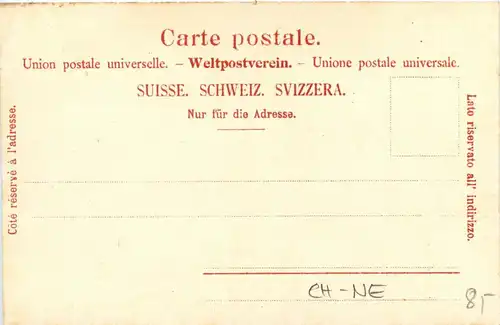 Carte postale.
Union postale universelle. – Weltpostverein. – Unione postale universale.
SUISSE. SCHWEIZ. SVIZZERA.
Nur für die Adresse.
Côté réservé à l'adresse.
Lato riservato all' indirizzo.
CH-NE
85-